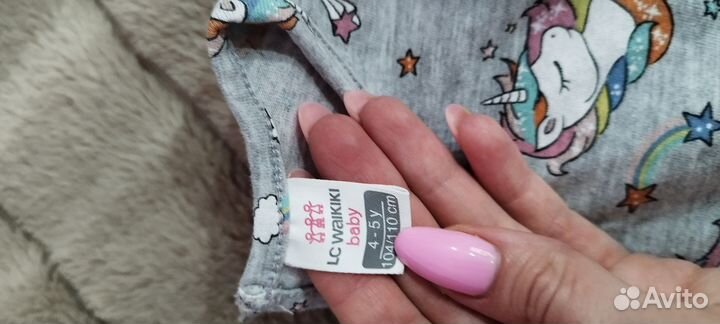 LC WAIKIKI
baby
4 - 5 y
104/110 cm
Avito